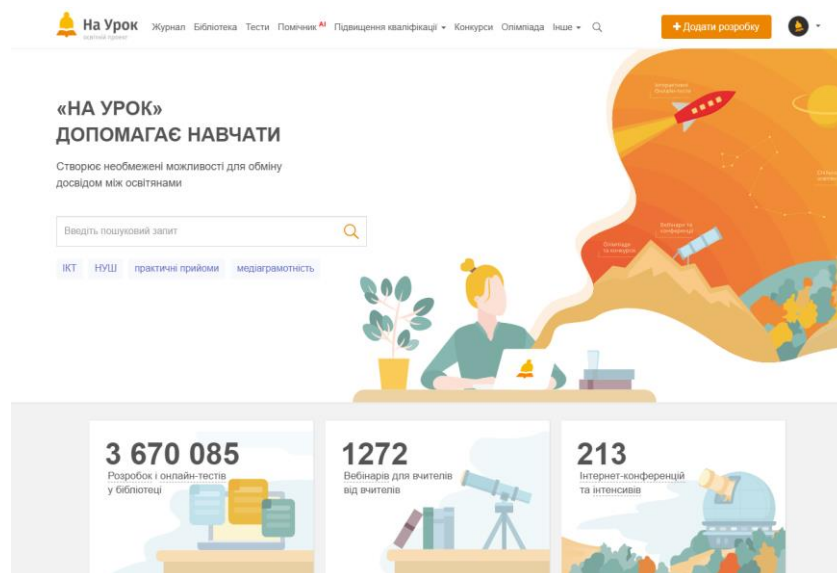 На Урок
освітній проект
Журнал Бібліотека Тести Помічник AI Підвищення кваліфікації Конкурси Олімпіада Інше
+ Додати розробку
«НА УРОК»
ДОПОМАГАЄ НАВЧАТИ
Створює необмежені можливості для обміну
досвідом між освітянами
Введіть пошуковий запит
ІКТ НУШ практичні прийоми медіаграмотність
Вебінари та
конференції
Олімпіади
та конкурси
3 670 085
Розробок і онлайн-тестів
у бібліотеці
1272
Вебінарів для вчителів
від вчителів
213
Інтернет-конференцій
та інтенсивів